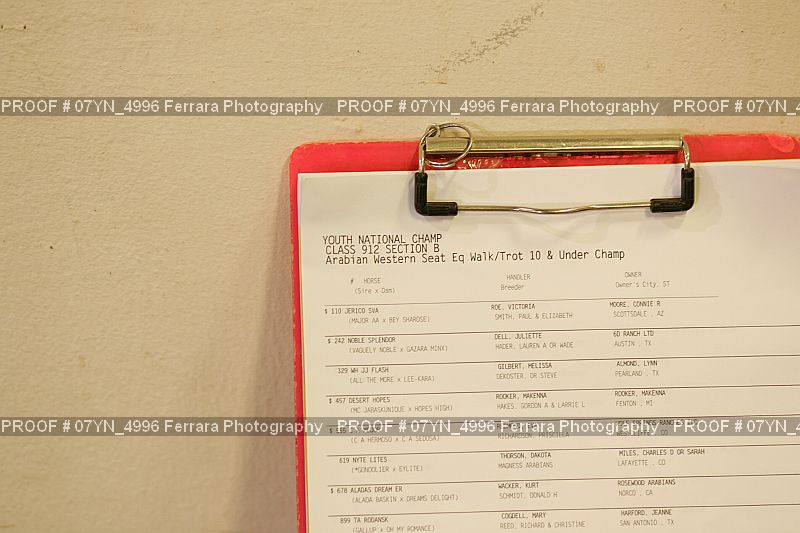 PROOF # 07YN_4996 Ferrara Photography PROOF # 07YN_4996 Ferrara Photography PROOF # 07YN
YOUTH NATIONAL CHAMP
CLASS 912 SECTION B
Arabian Western Seat Eq Walk/Trot 10 & Under Champ
# HORSE HANDLER OWNER
(Sire x Dam) Breeder Owner's City, ST
$ 110 JERICO SVA ROE, VICTORIA MOORE, CONNIE R
(MAJOR AA x BEY SHAROSE) SMITH, PAUL & ELIZABETH SCOTTSDALE , AZ
$ 242 NOBLE SPLENDOR DELL, JULIETTE 6D RANCH LTD
(VAGUELY NOBLE x GAZARA MINX) HADER, LAUREN A OR WADE AUSTIN , TX
329 WH JJ FLASH GILBERT, MELISSA ALMOND, LYNN
(ALL THE MORE x LEE-KABA) DEKOSTER, DR STEVE PEARLAND , TX
$ 457 DESERT HOPES ROOKER, MAKENNA ROOKER, MAKENNA
(MC JABASKUNIQUE x HOPES HIGH) HAKES, GORDON A & LARRIE L FENTON , MI
PROOF # 07YN_4996 Ferrara Photography PROOF # 07YN_4996 Ferrara Photography PROOF # 07YN
(C A HERMOSO x C A SEDOSA) RICHARDSON, PRISCILLA
619 NYTE LITES THORSON, DAKOTA MILES, CHARLES D OR SARAH
(*GONDOLIER x EYLITE) MAGNESS ARABIANS LAFAYETTE , CO
$ 678 ALADAS DREAM ER WACKER, KURT ROSEWOOD ARABIANS
(ALADA BASKIN x DREAMS DELIGHT) SCHMIDT, DONALD H NORCO , CA
899 TA RODANSK COGDELL, MARY HARFORD, JEANNE
(GALLUP x OH MY ROMANCE) REED, RICHARD & CHRISTINE SAN ANTONIO , TX